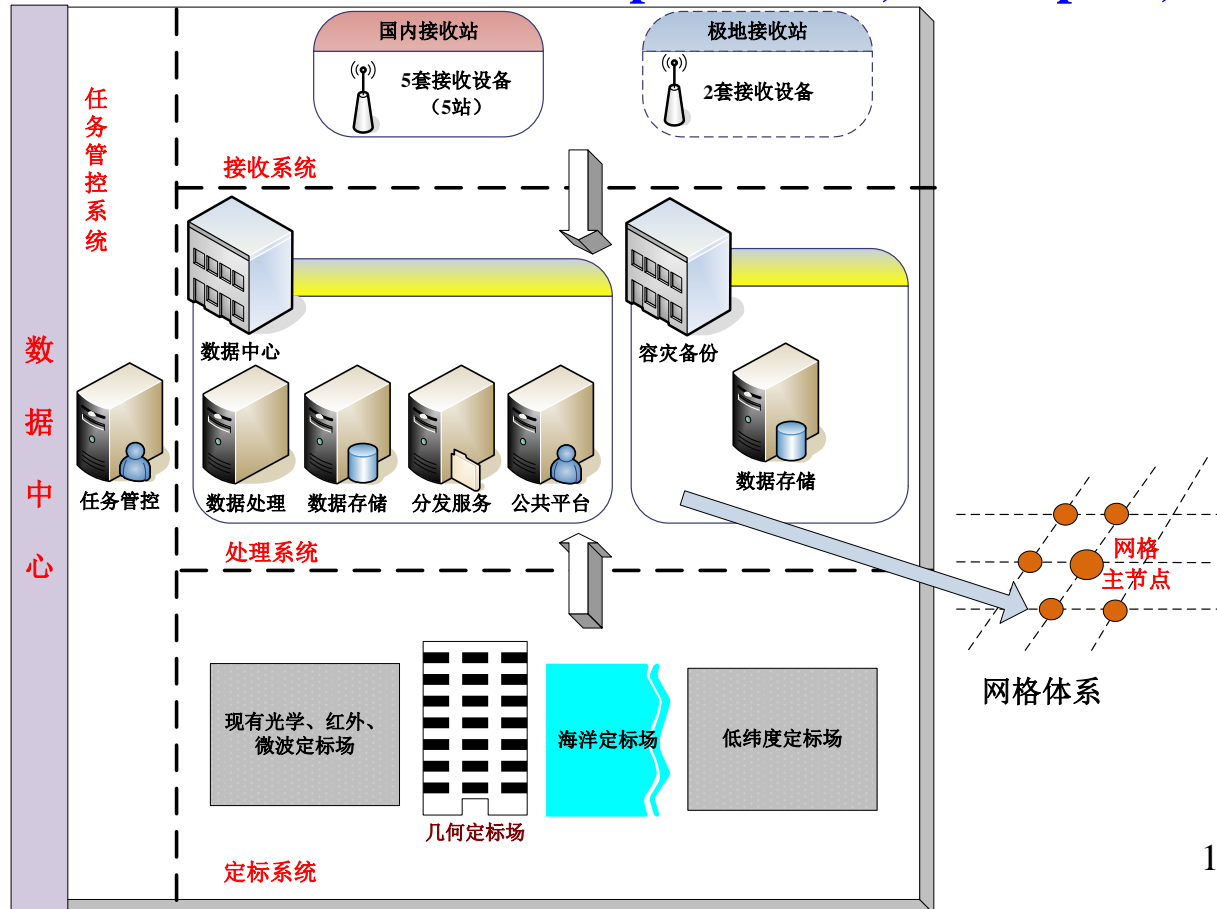 国内接收站
极地接收站
5套接收设备
（5站）
2套接收设备
任务管控系统
接收系统
数据中心
数据中心
容灾备份
任务管控
数据处理
数据存储
分发服务
公共平台
数据存储
处理系统
网格
主节点
网格体系
现有光学、红外、
微波定标场
几何定标场
海洋定标场
低纬度定标场
定标系统
1